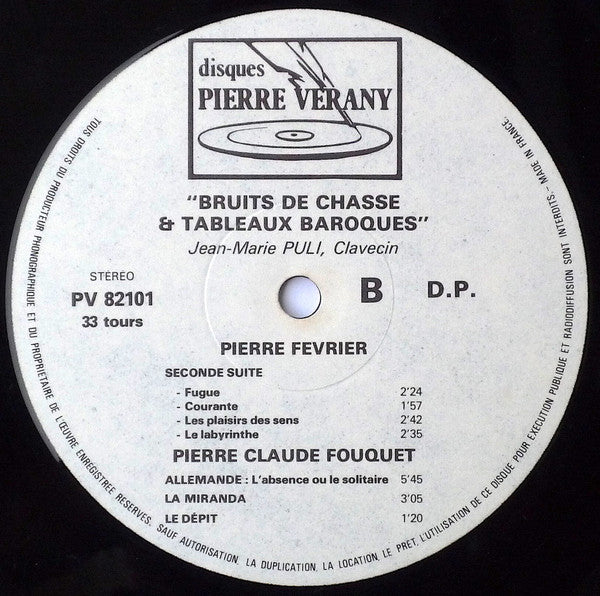 disques
PIERRE VERANY
"BRUITS DE CHASSE
& TABLEAUX BAROQUES"
Jean-Marie PULI, Clavecin
STÉREO
PV 82101
33 tours
B
D.P.
PIERRE FEVRIER
SECONDE SUITE
- Fugue 2'24
- Courante 1'57
- Les plaisirs des sens 2'42
- Le labyrinthe 2'35
PIERRE CLAUDE FOUQUET
ALLEMANDE : L'absence ou le solitaire 5'45
LA MIRANDA 3'05
LE DÉPIT 1'20
TOUS DROITS DU PRODUCTEUR PHONOGRAPHIQUE ET DU PROPRIETAIRE DE L'ŒUVRE ENREGISTREE RESERVES. SAUF AUTORISATION, LA DUPLICATION, LA LOCATION, LE PRET, L'UTILISATION DE CE DISQUE POUR EXECUTION PUBLIQUE ET RADIODIFFUSION SONT INTERDITS. - MADE IN FRANCE.